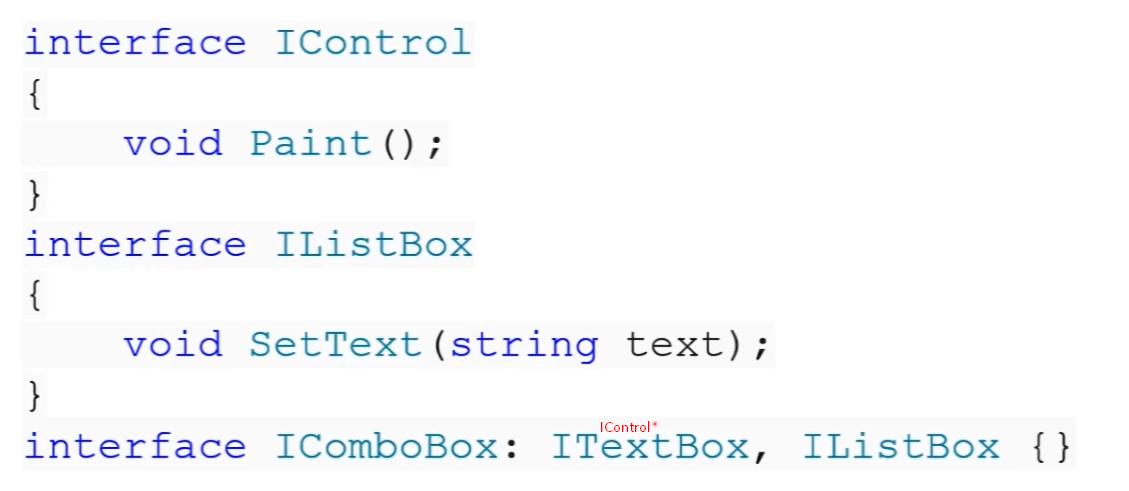 interface IControl
{
    void Paint();
}
interface IListBox
{
    void SetText(string text);
}
IControl*
interface IComboBox: ITextBox, IListBox {}